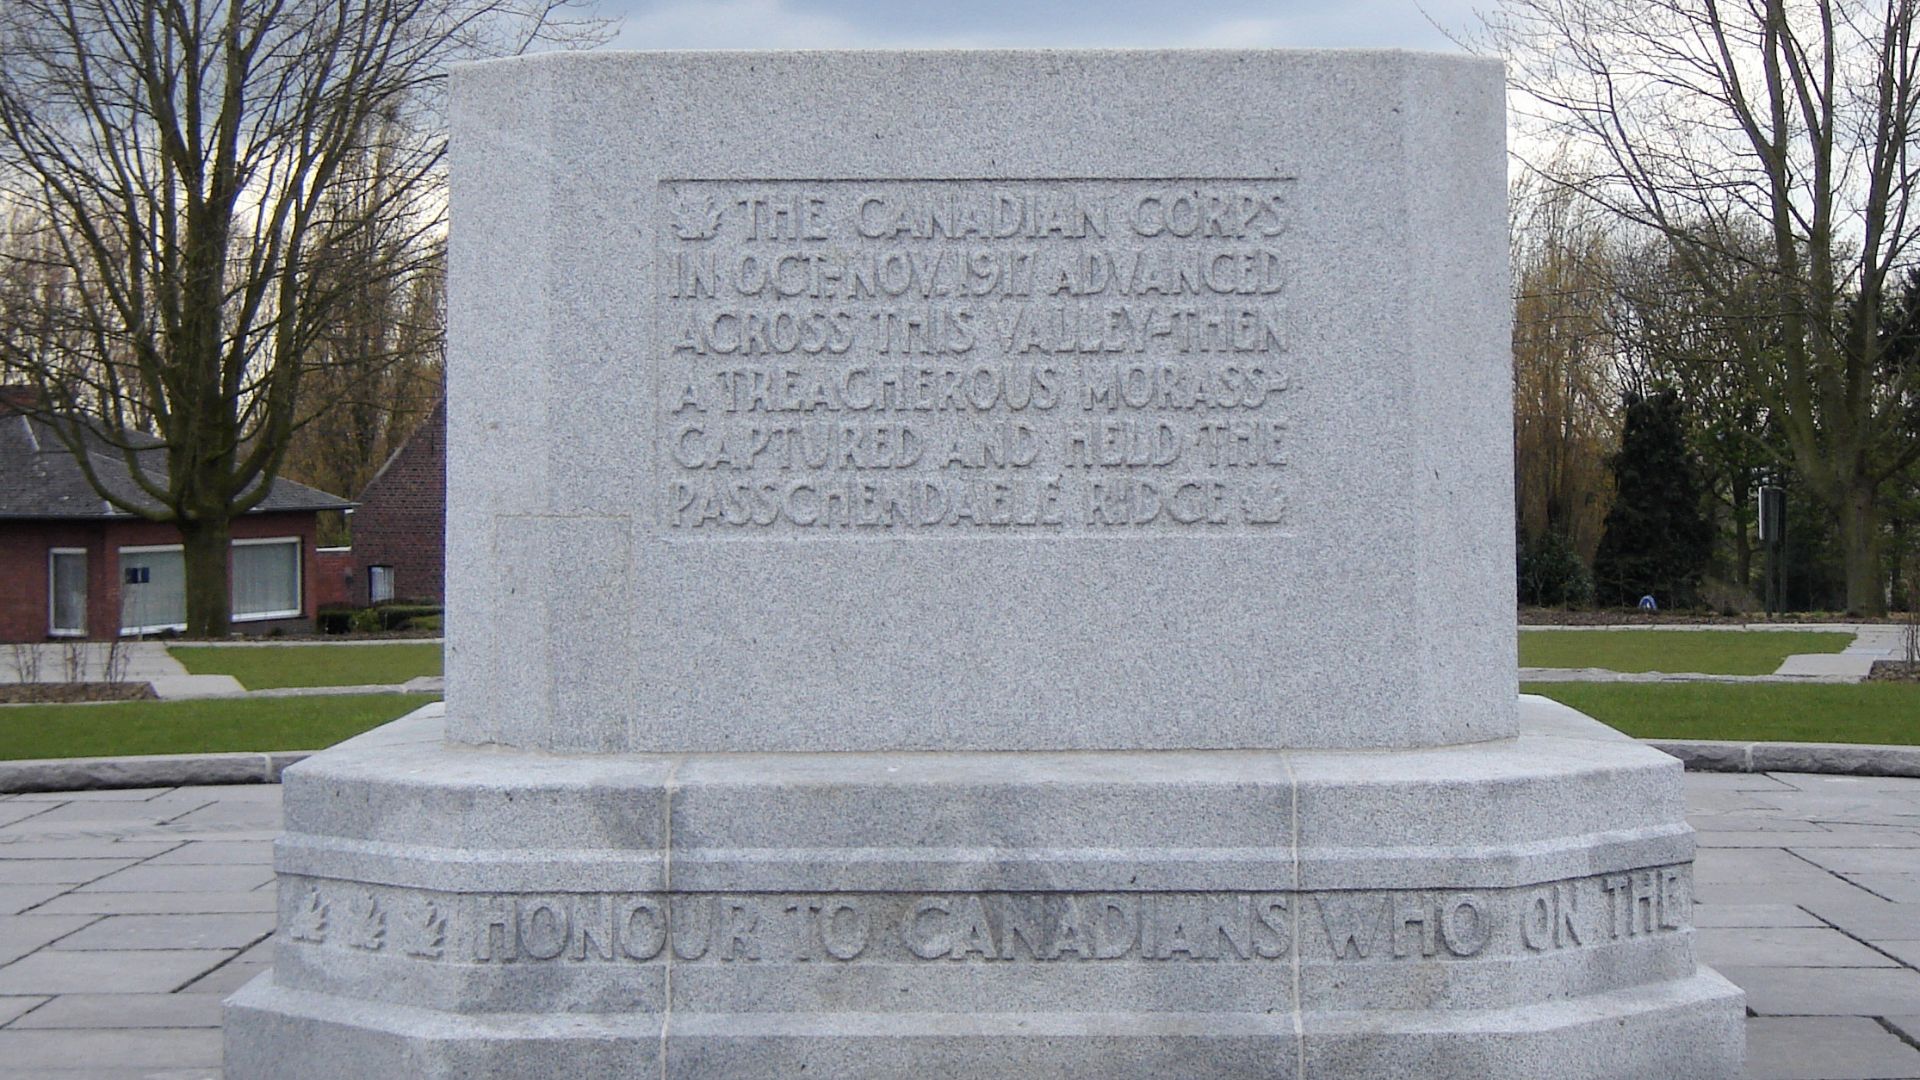 THE CANADIAN CORPS
IN OCT.-NOV. 1917 ADVANCED
ACROSS THIS VALLEY-THEN
A TREACHEROUS MORASS-
CAPTURED AND HELD THE
PASSCHENDAELE RIDGE
HONOUR TO CANADIANS WHO ON THE